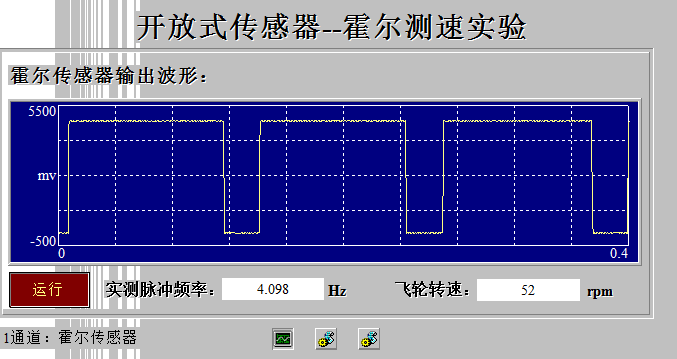 开放式传感器--霍尔测速实验
霍尔传感器输出波形：
5500
mv
-500
0 0.4
运行 实测脉冲频率： 4.098 Hz 飞轮转速： 52 rpm
1通道：霍尔传感器